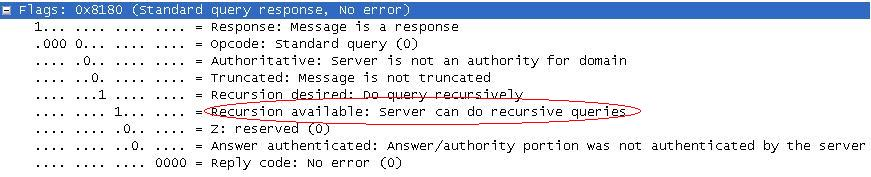 Flags: 0x8180 (Standard query response, No error)
1... .... .... .... = Response: Message is a response
.000 0... .... .... = Opcode: Standard query (0)
.... .0.. .... .... = Authoritative: Server is not an authority for domain
.... ..0. .... .... = Truncated: Message is not truncated
.... ...1 .... .... = Recursion desired: Do query recursively
.... .... 1... .... = Recursion available: Server can do recursive queries
.... .... .0.. .... = Z: reserved (0)
.... .... ..0. .... = Answer authenticated: Answer/authority portion was not authenticated by the server
.... .... .... 0000 = Reply code: No error (0)